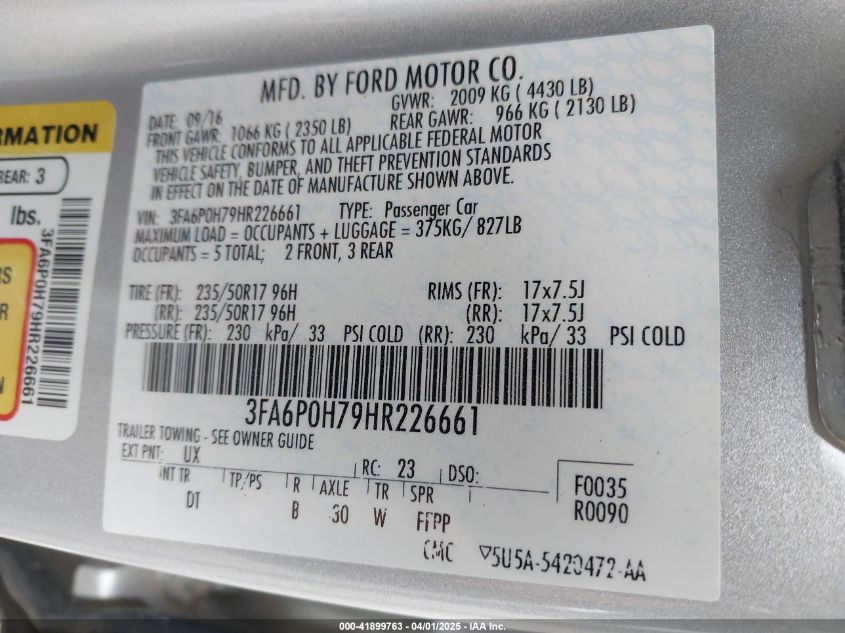 RMATION
REAR: 3
lbs.
RS
R
N
3FA6P0H79HR226661
MFD. BY FORD MOTOR CO.
DATE: 09/16 GVWR: 2009 KG ( 4430 LB)
FRONT GAWR: 1066 KG ( 2350 LB) REAR GAWR: 966 KG ( 2130 LB)
THIS VEHICLE CONFORMS TO ALL APPLICABLE FEDERAL MOTOR
VEHICLE SAFETY, BUMPER, AND THEFT PREVENTION STANDARDS
IN EFFECT ON THE DATE OF MANUFACTURE SHOWN ABOVE.
VIN: 3FA6P0H79HR226661 TYPE: Passenger Car
MAXIMUM LOAD = OCCUPANTS + LUGGAGE = 375KG/ 827LB
OCCUPANTS = 5 TOTAL; 2 FRONT, 3 REAR
TIRE (FR): 235/50R17 96H RIMS (FR): 17x7.5J
(RR): 235/50R17 96H (RR): 17x7.5J
PRESSURE (FR): 230 kPa/ 33 PSI COLD (RR): 230 kPa/ 33 PSI COLD
3FA6P0H79HR226661
TRAILER TOWING - SEE OWNER GUIDE
EXT PNT: UX RC: 23 DSO:
INT TR TP/PS R AXLE TR SPR F0035
DT B 30 W FFPP R0090
CMC 5U5A-5420472-AA
000-41899763 - 04/01/2025 - IAA Inc.